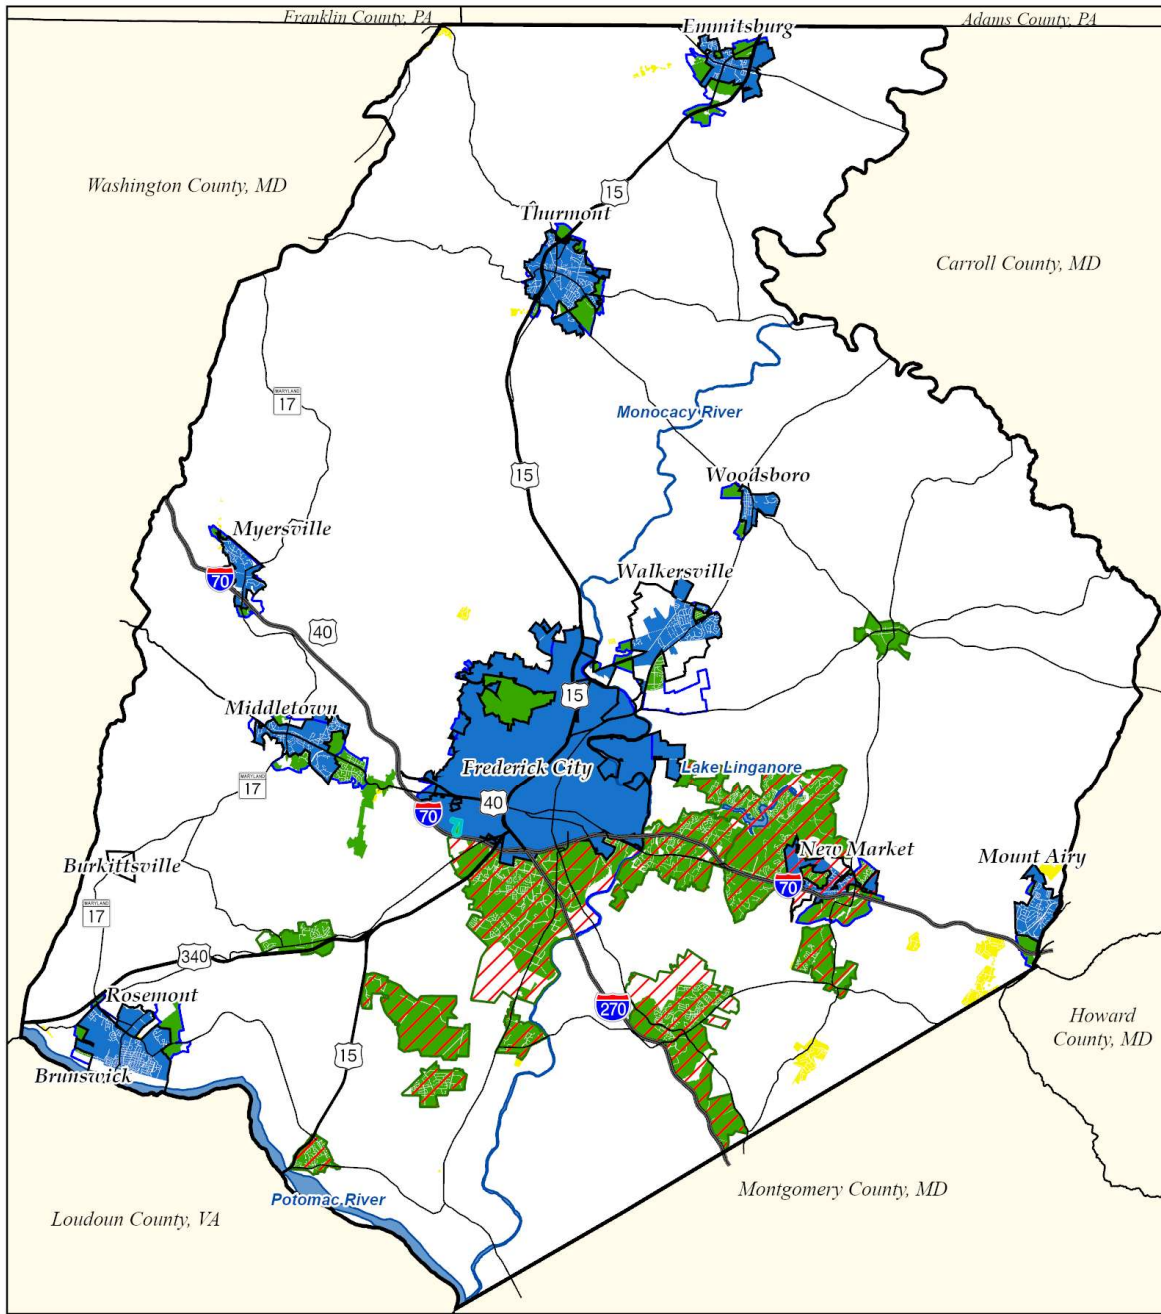 Franklin County, PA
Adams County, PA
Emmitsburg
Washington County, MD
15
Thurmont
Carroll County, MD
MARYLAND
17
Monocacy River
15
Woodsboro
Myersville
Walkersville
70
40
15
Middletown
Frederick City
Lake Linganore
MARYLAND
17
40
70
New Market
Mount Airy
Burkittsville
70
MARYLAND
17
340
Rosemont
270
Howard
County, MD
15
Brunswick
Montgomery County, MD
Potomac River
Loudoun County, VA